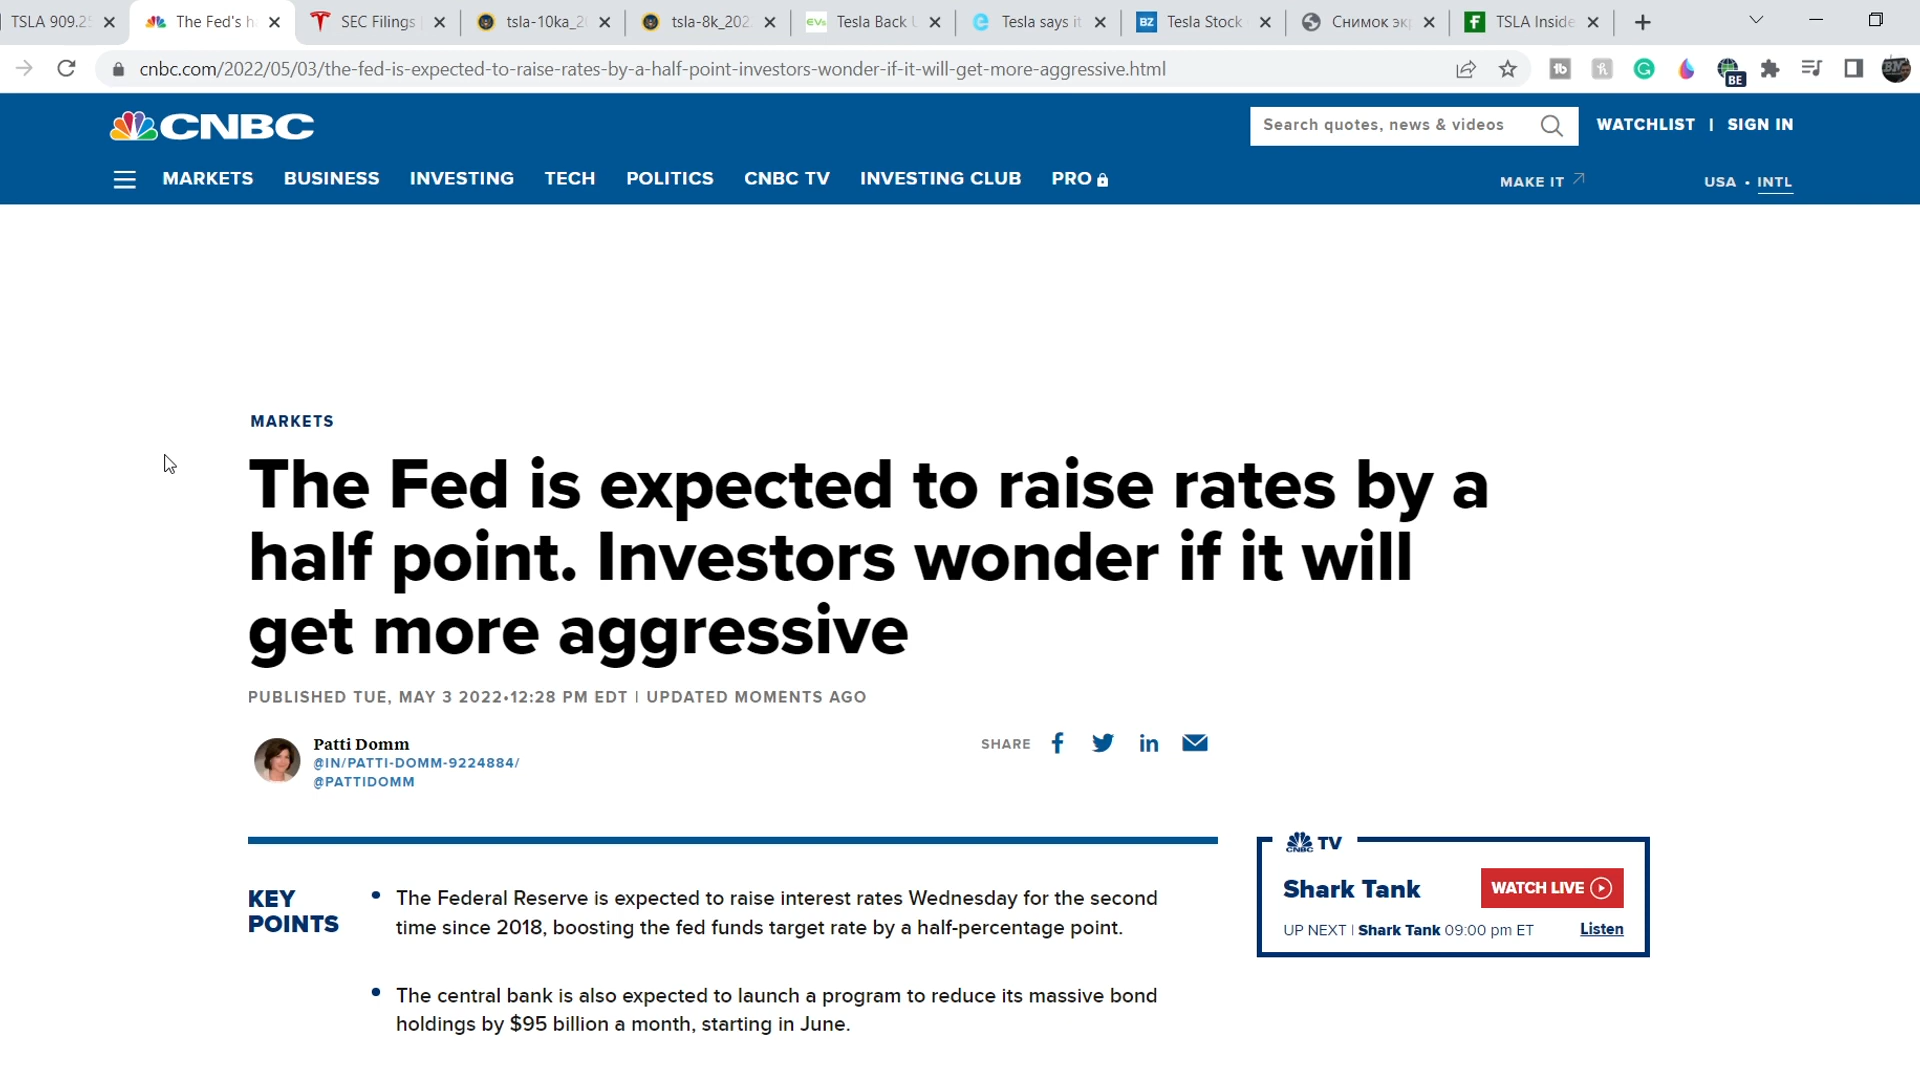 TSLA 909.25
The Fed's h
SEC Filings
tsla-10ka_2
tsla-8k_202
EVs Tesla Back U
Tesla says it
BZ Tesla Stock
Снимок эк
TSLA Inside
cnbc.com/2022/05/03/the-fed-is-expected-to-raise-rates-by-a-half-point-investors-wonder-if-it-will-get-more-aggressive.html
BE
CNBC
Search quotes, news & videos
WATCHLIST | SIGN IN
MARKETS BUSINESS INVESTING TECH POLITICS CNBC TV INVESTING CLUB PRO
MAKE IT
USA • INTL
MARKETS
The Fed is expected to raise rates by a
half point. Investors wonder if it will
get more aggressive
PUBLISHED TUE, MAY 3 2022•12:28 PM EDT | UPDATED MOMENTS AGO
Patti Domm
@IN/PATTI-DOMM-9224884/
@PATTIDOMM
SHARE
KEY
POINTS
• The Federal Reserve is expected to raise interest rates Wednesday for the second
time since 2018, boosting the fed funds target rate by a half-percentage point.
• The central bank is also expected to launch a program to reduce its massive bond
holdings by $95 billion a month, starting in June.
CNBC TV
Shark Tank
WATCH LIVE
UP NEXT | Shark Tank 09:00 pm ET
Listen